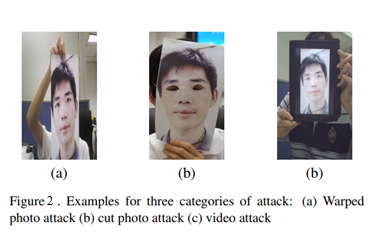 (a) (b) (b)
Figure 2 . Examples for three categories of attack: (a) Warped
photo attack (b) cut photo attack (c) video attack